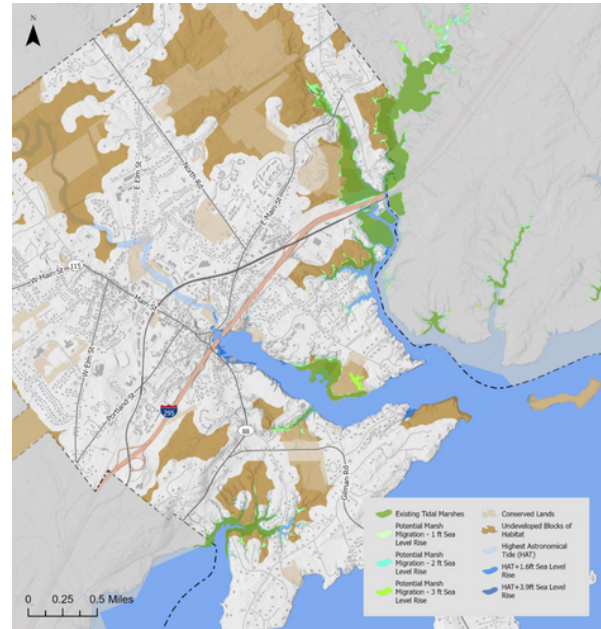 N
North Rd
E Elm St
E Main St
W Main St
115
Main St
W Elm St
Portland St
295
88
Gilman Rd
0 0.25 0.5 Miles
Existing Tidal Marshes
Potential Marsh
Migration - 1 ft Sea
Level Rise
Potential Marsh
Migration - 2 ft Sea
Level Rise
Potential Marsh
Migration - 3 ft Sea
Level Rise
Conserved Lands
Undeveloped Blocks of
Habitat
Highest Astronomical
Tide (HAT)
HAT+1.6ft Sea Level
Rise
HAT+3.9ft Sea Level
Rise